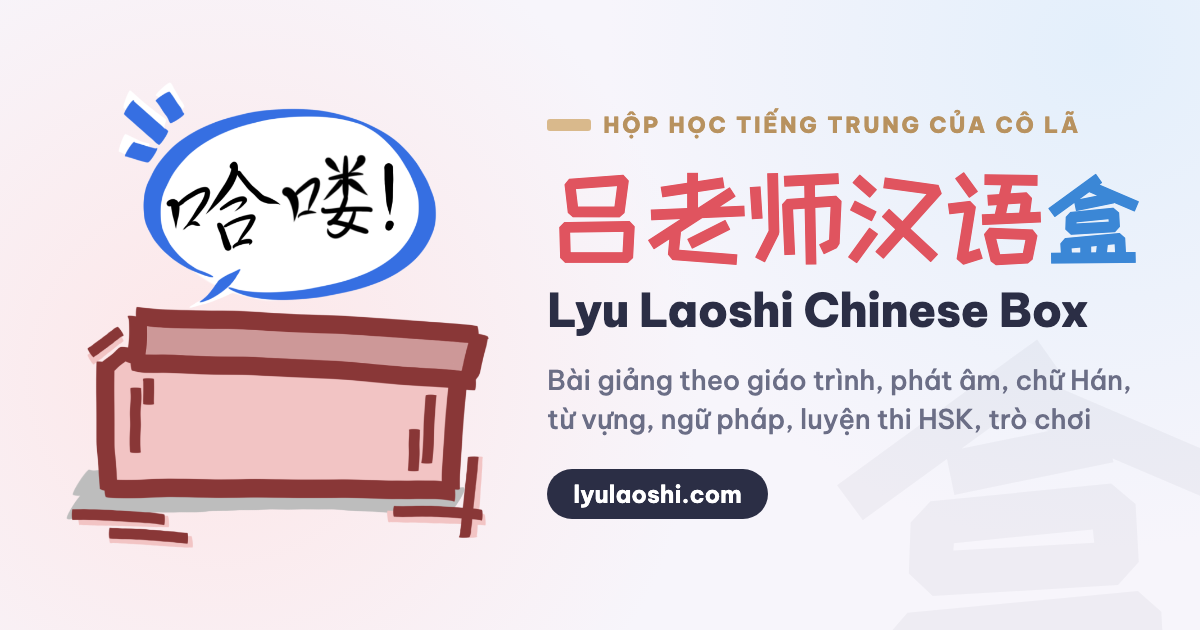 哈喽!
HỘP HỌC TIẾNG TRUNG CỦA CÔ LÃ
吕老师汉语盒
Lyu Laoshi Chinese Box
Bài giảng theo giáo trình, phát âm, chữ Hán,
từ vựng, ngữ pháp, luyện thi HSK, trò chơi
lyulaoshi.com